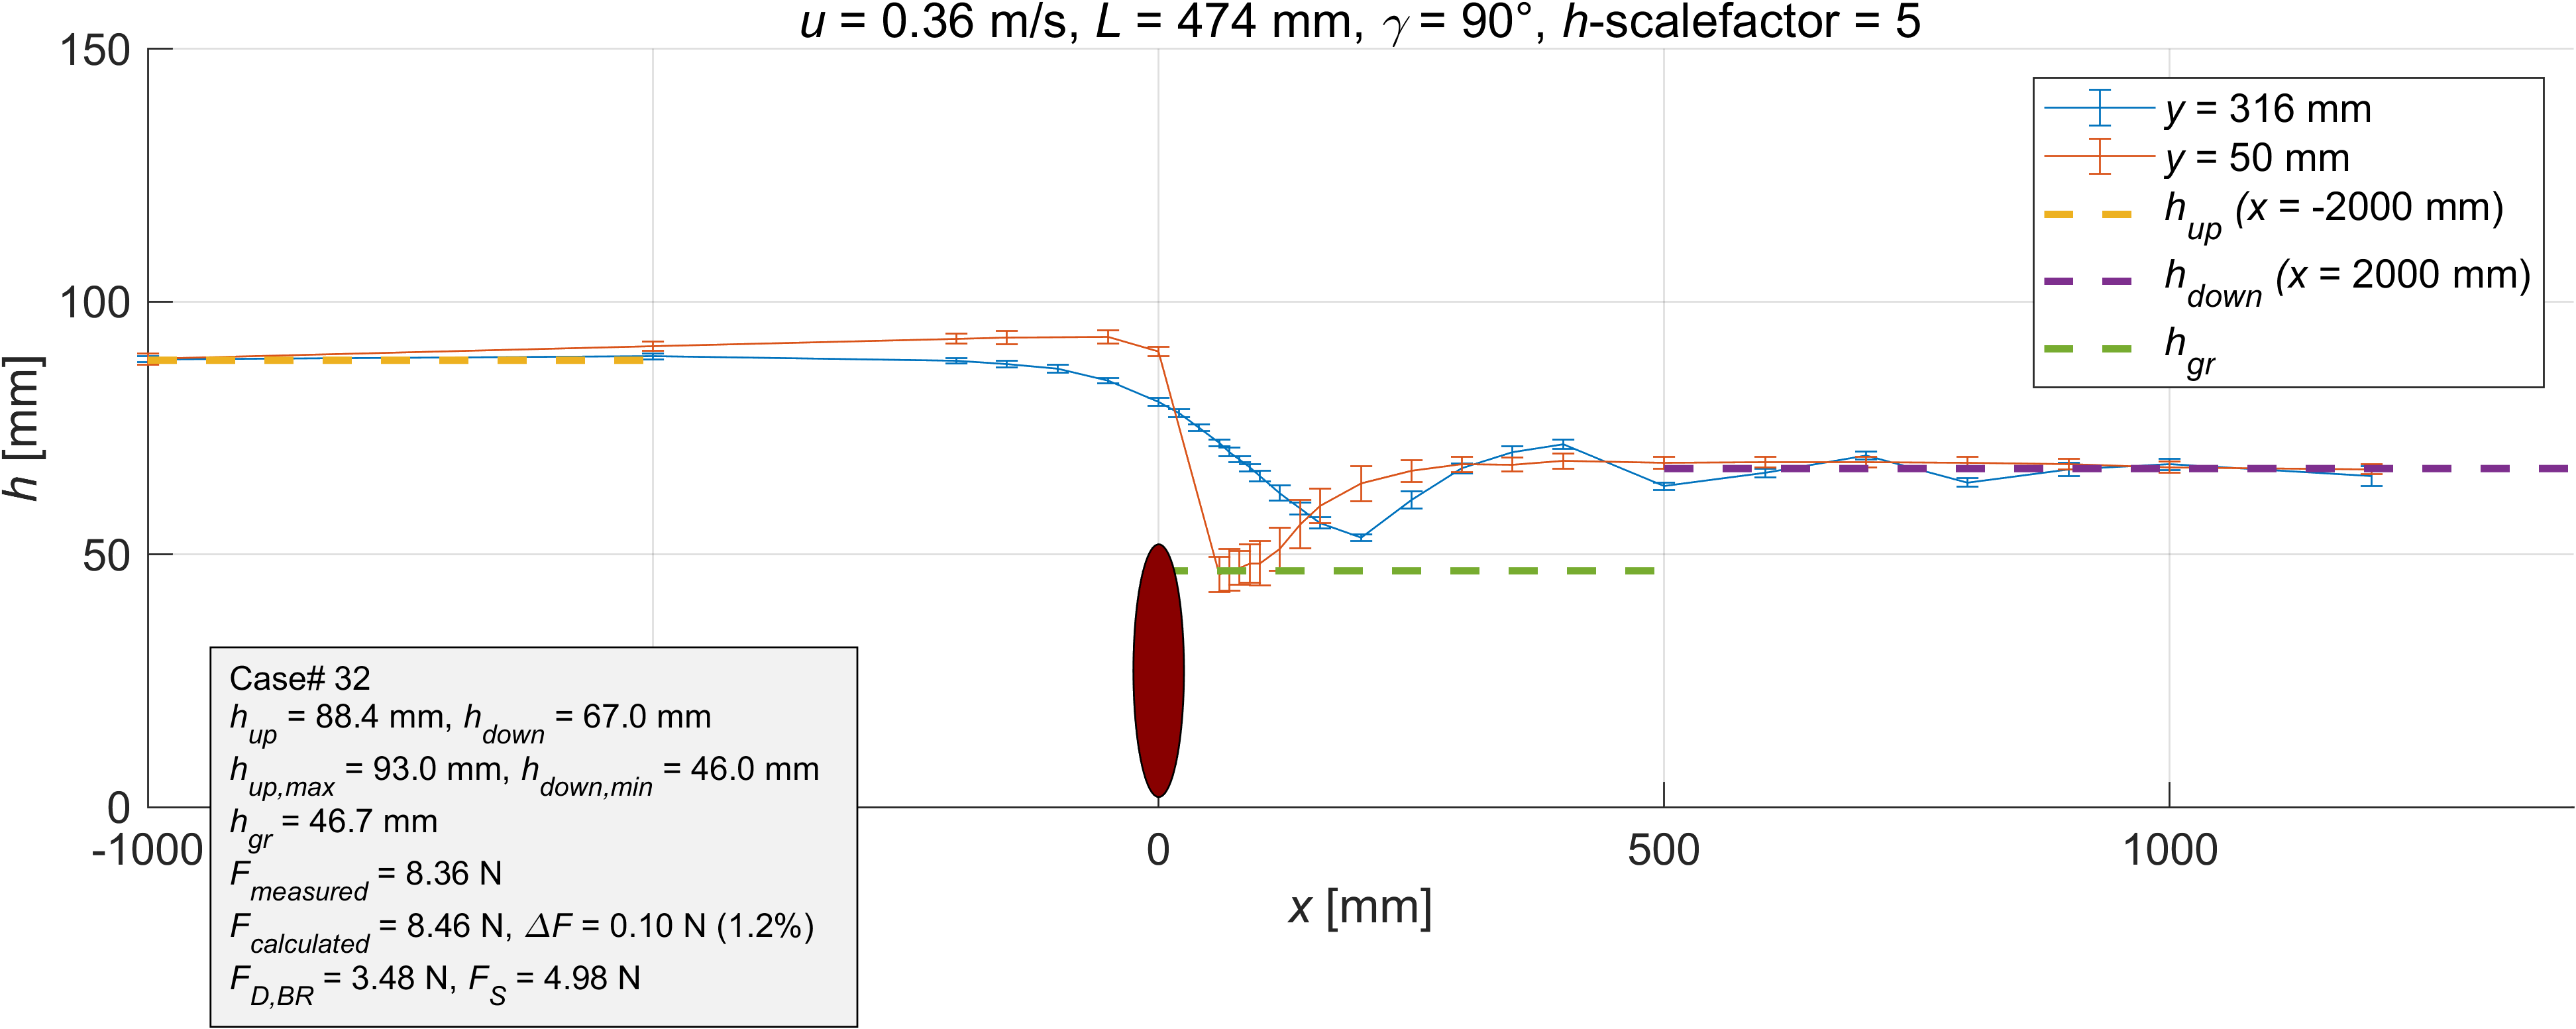 u = 0.36 m/s, L = 474 mm, γ = 90°, h-scalefactor = 5
150
100
50
0
h [mm]
-1000
0
500
1000
x [mm]
y = 316 mm
y = 50 mm
h_up (x = -2000 mm)
h_down (x = 2000 mm)
h_gr
Case# 32
h_up = 88.4 mm, h_down = 67.0 mm
h_up,max = 93.0 mm, h_down,min = 46.0 mm
h_gr = 46.7 mm
F_measured = 8.36 N
F_calculated = 8.46 N, ΔF = 0.10 N (1.2%)
F_D,BR = 3.48 N, F_S = 4.98 N